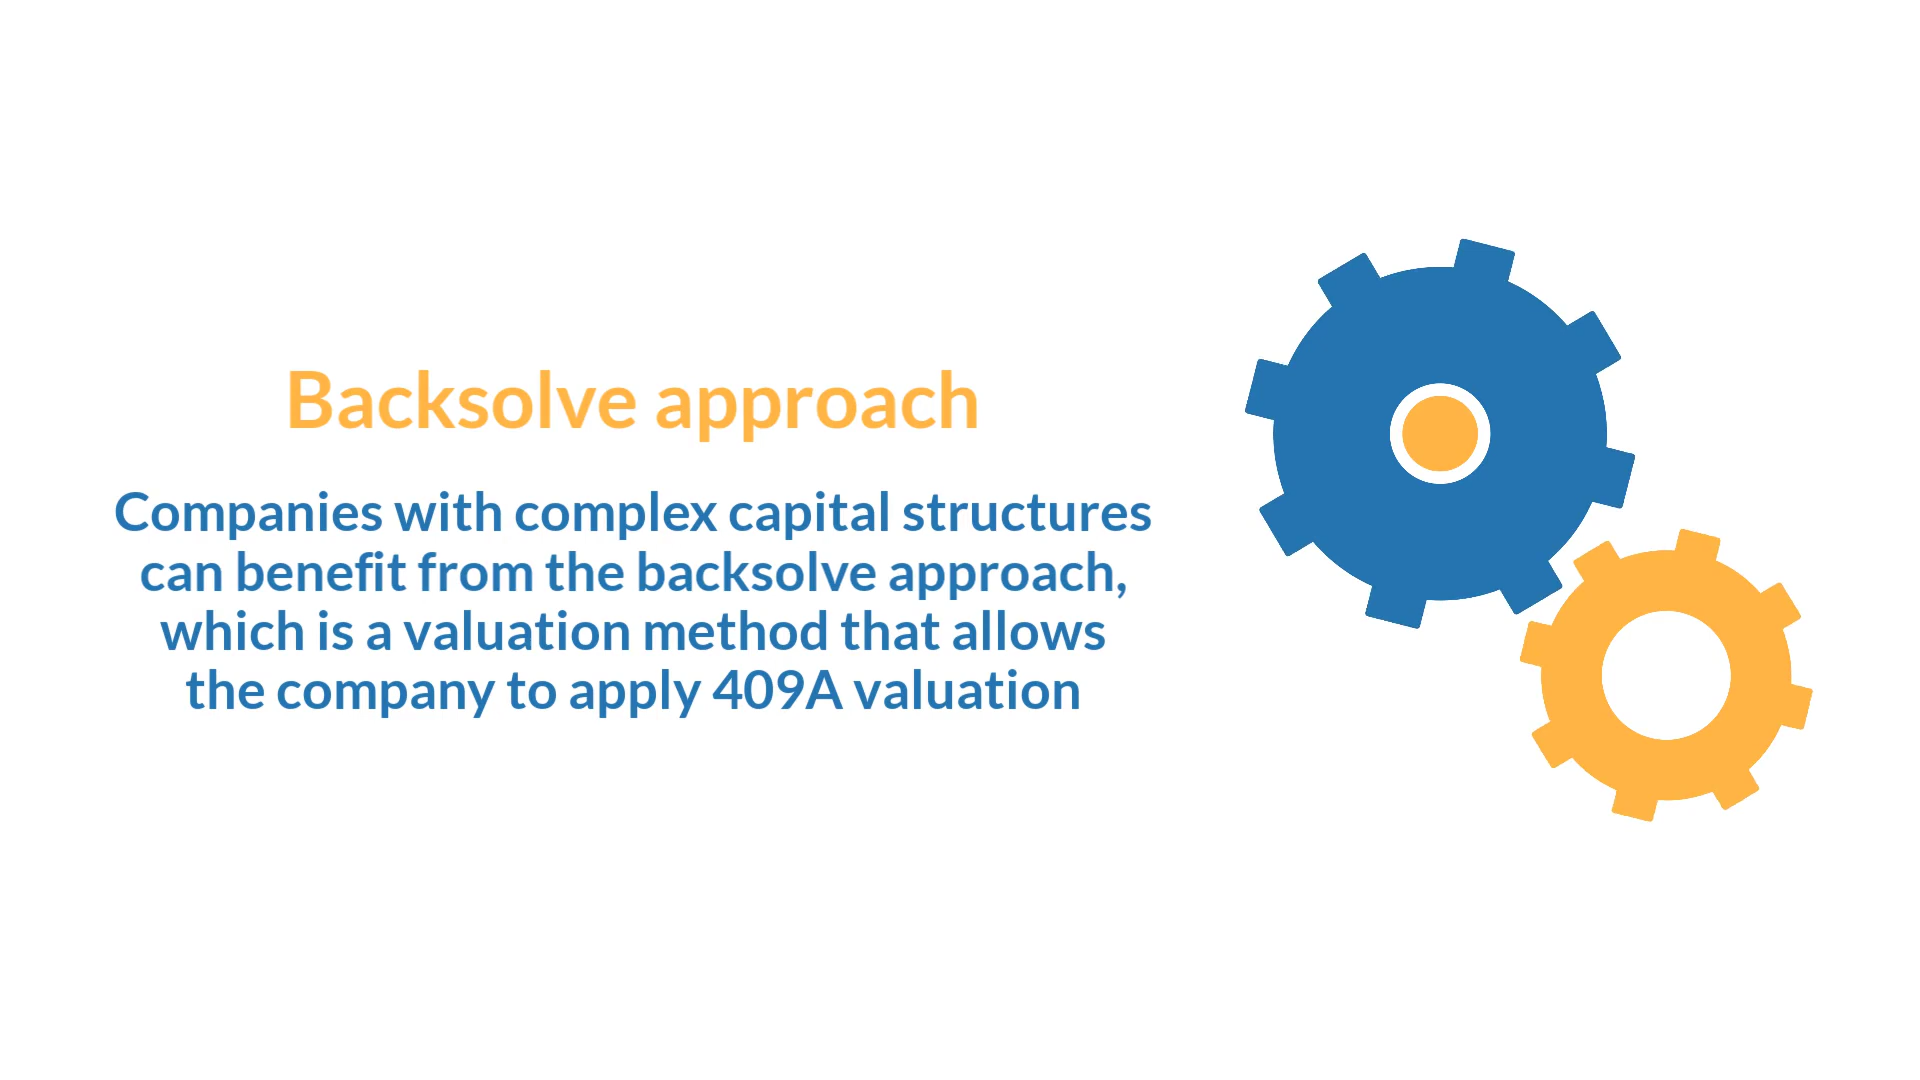 Backsolve approach
Companies with complex capital structures
can benefit from the backsolve approach,
which is a valuation method that allows
the company to apply 409A valuation